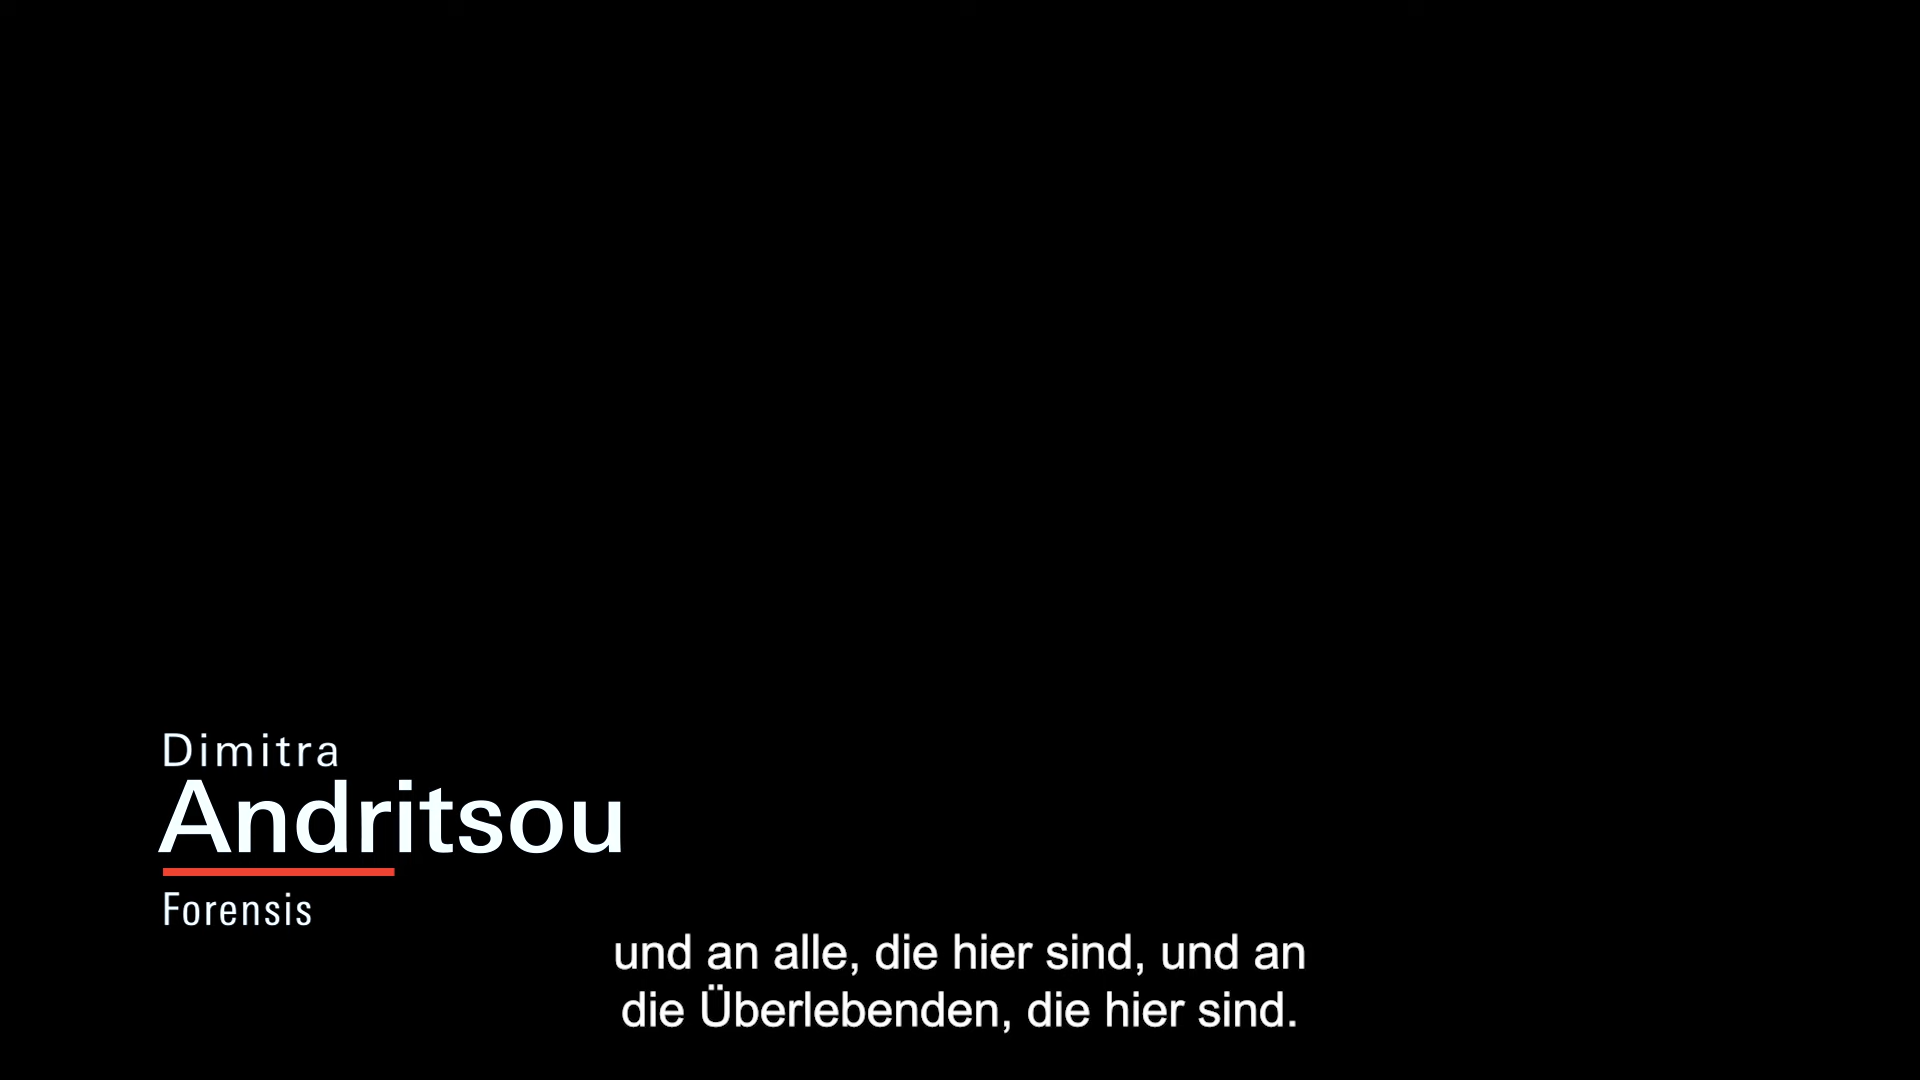 Dimitra
Andritsou
Forensis
und an alle, die hier sind, und an
die Überlebenden, die hier sind.